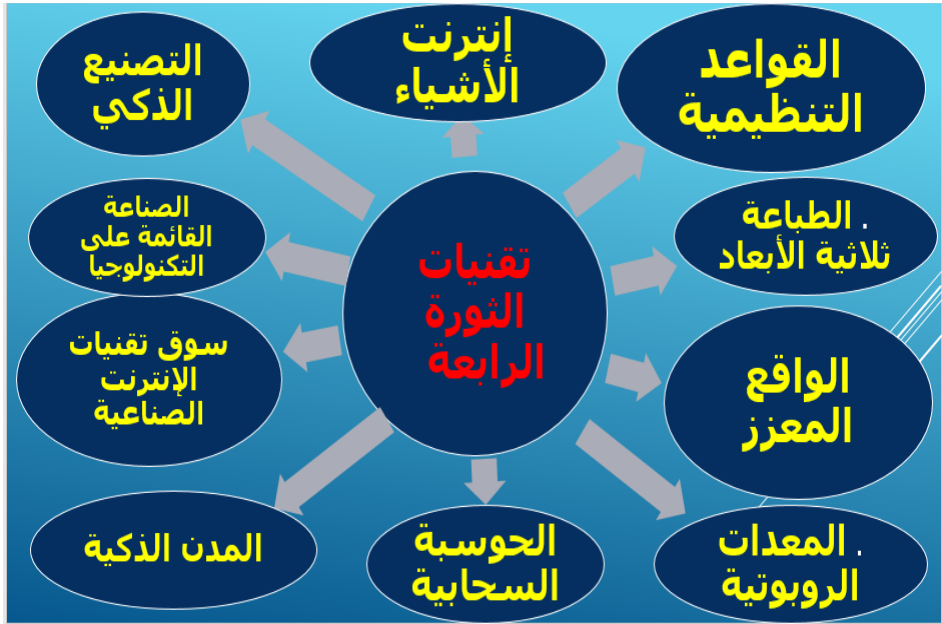 القواعد
التنظيمية
إنترنت
الأشياء
التصنيع
الذكي
. الطباعة
ثلاثية الأبعاد
الصناعة
القائمة على
التكنولوجيا
تقنيات
الثورة
الرابعة
سوق تقنيات
الإنترنت
الصناعية
الواقع
المعزز
المدن الذكية
الحوسبة
السحابية
. المعدات
الروبوتية